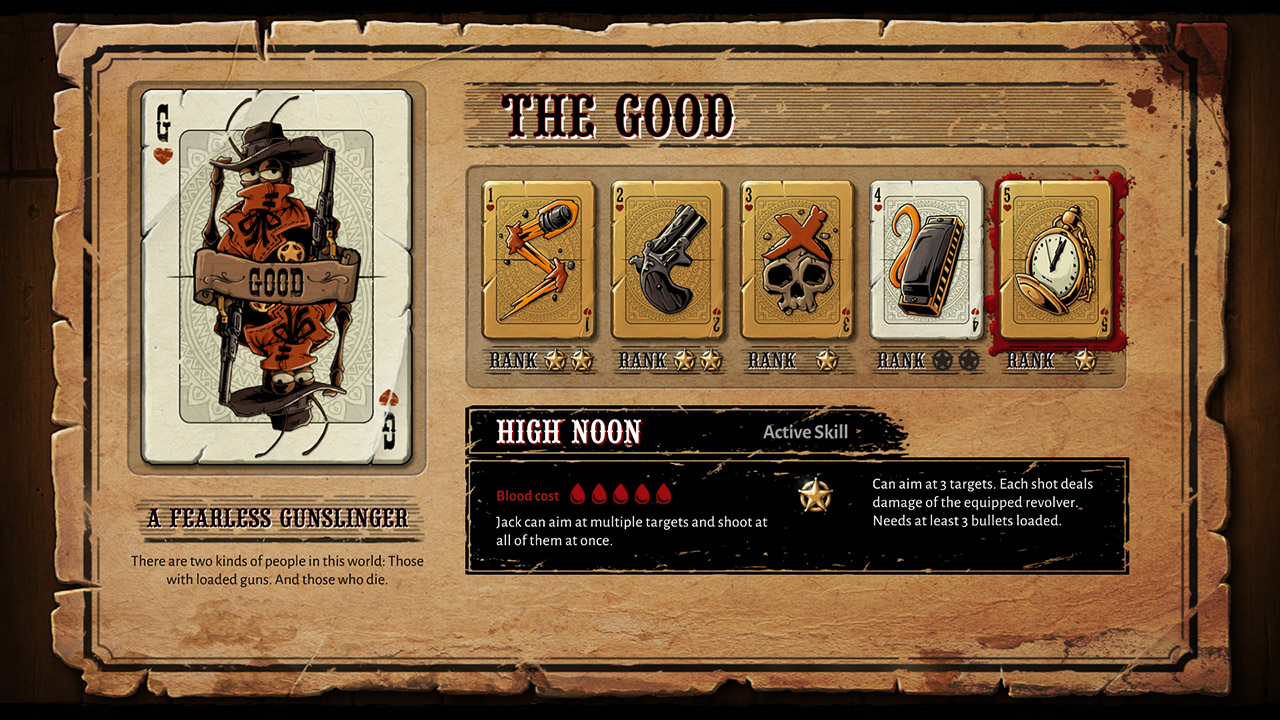 G
GOOD
G
A FEARLESS GUNSLINGER
There are two kinds of people in this world: Those
with loaded guns. And those who die.
THE GOOD
1
1
RANK
2
2
RANK
3
3
RANK
4
4
RANK
5
5
RANK
HIGH NOON
Active Skill
Blood cost
Jack can aim at multiple targets and shoot at
all of them at once.
Can aim at 3 targets. Each shot deals
damage of the equipped revolver.
Needs at least 3 bullets loaded.